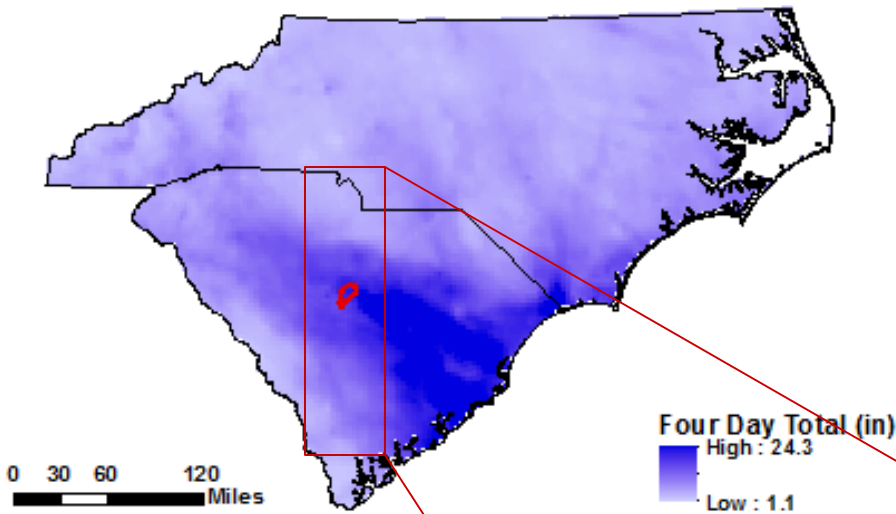 Four Day Total (in)
High : 24.3
Low : 1.1
0 30 60 120
Miles